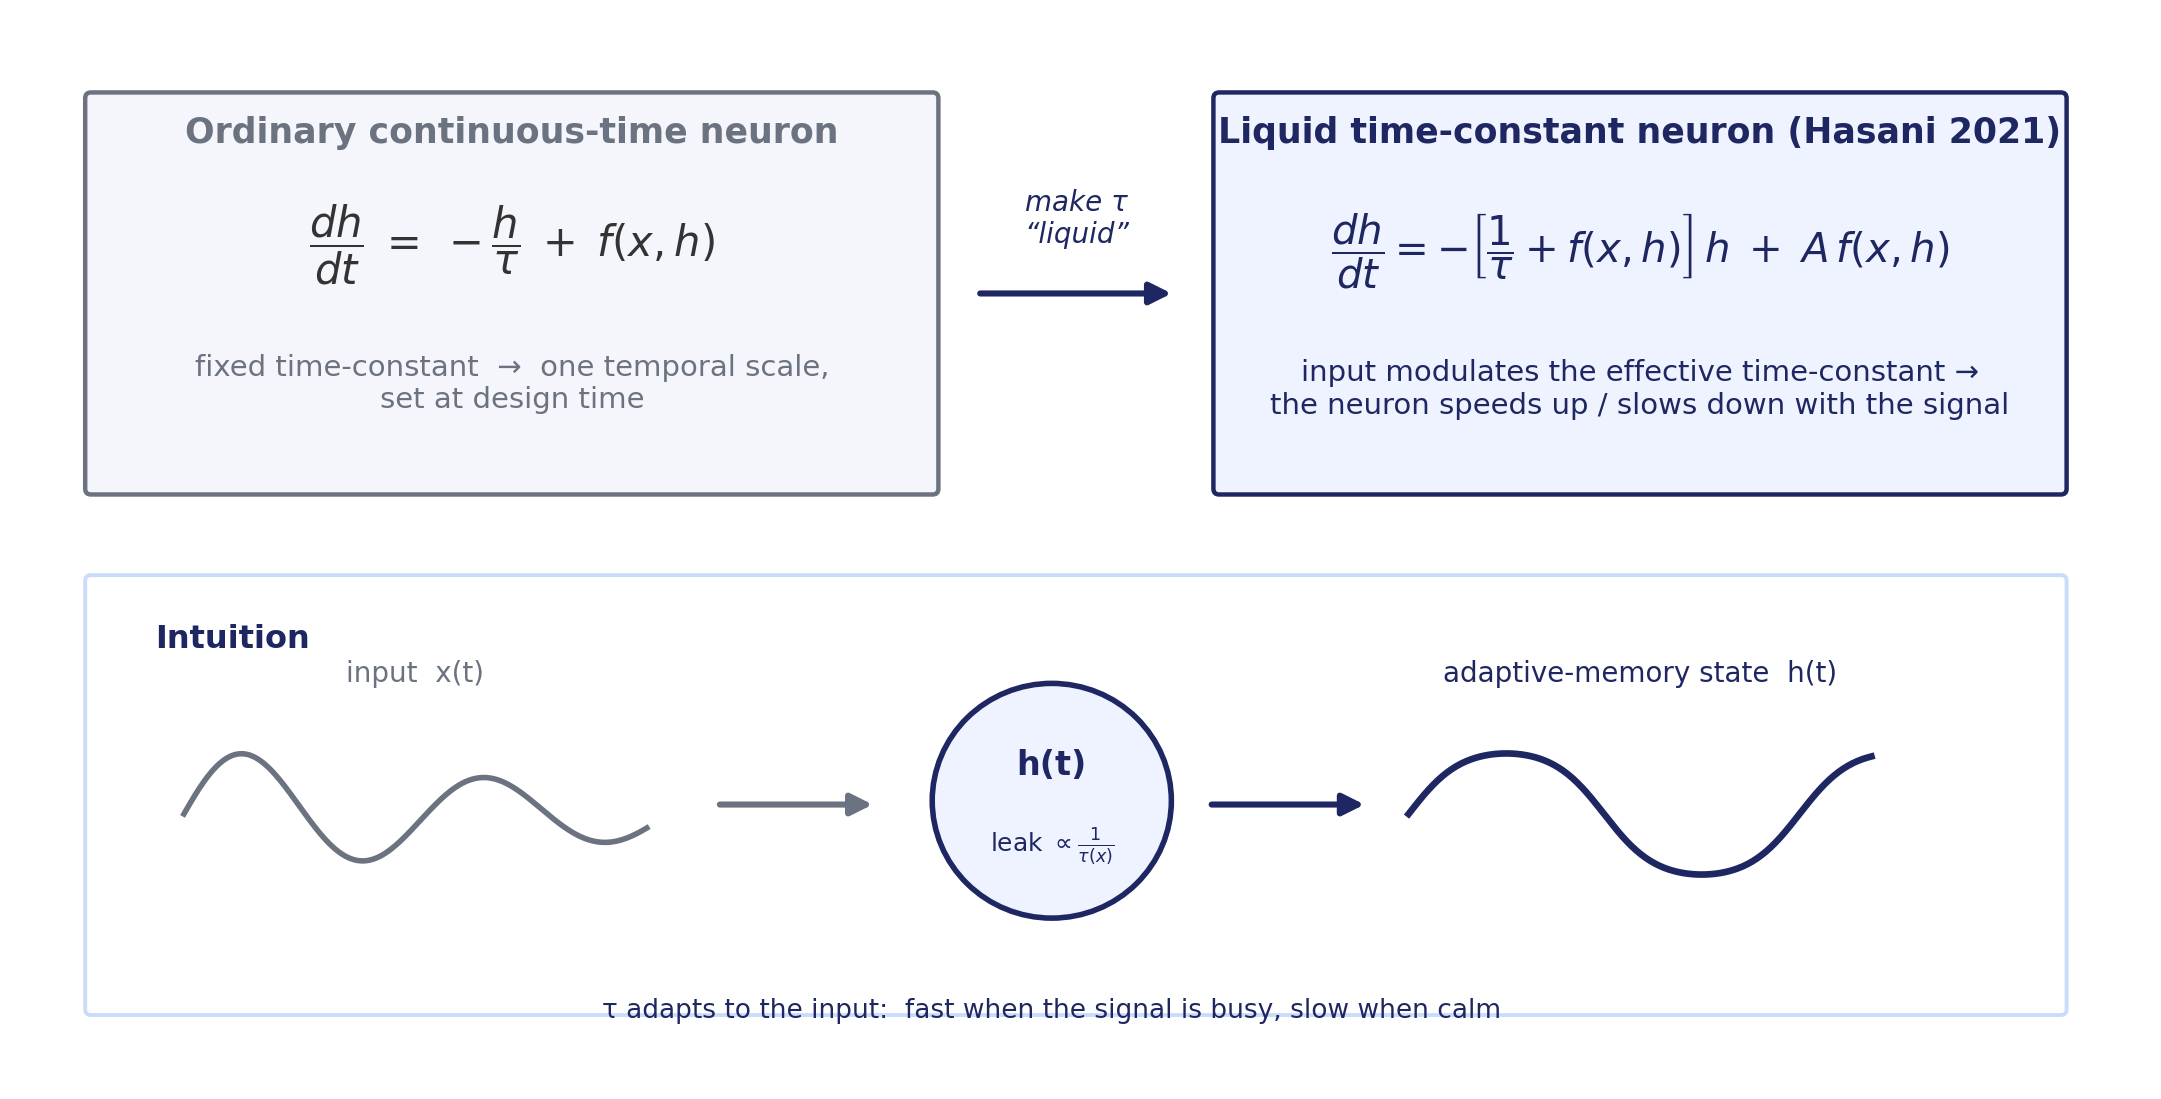 Ordinary continuous-time neuron
dh/dt = − h/τ + f(x, h)
fixed time-constant → one temporal scale,
set at design time
make τ
“liquid”
Liquid time-constant neuron (Hasani 2021)
dh/dt = −[1/τ + f(x, h)] h + A f(x, h)
input modulates the effective time-constant →
the neuron speeds up / slows down with the signal
Intuition
input x(t)
h(t)
leak ∝ 1/τ(x)
adaptive-memory state h(t)
τ adapts to the input: fast when the signal is busy, slow when calm